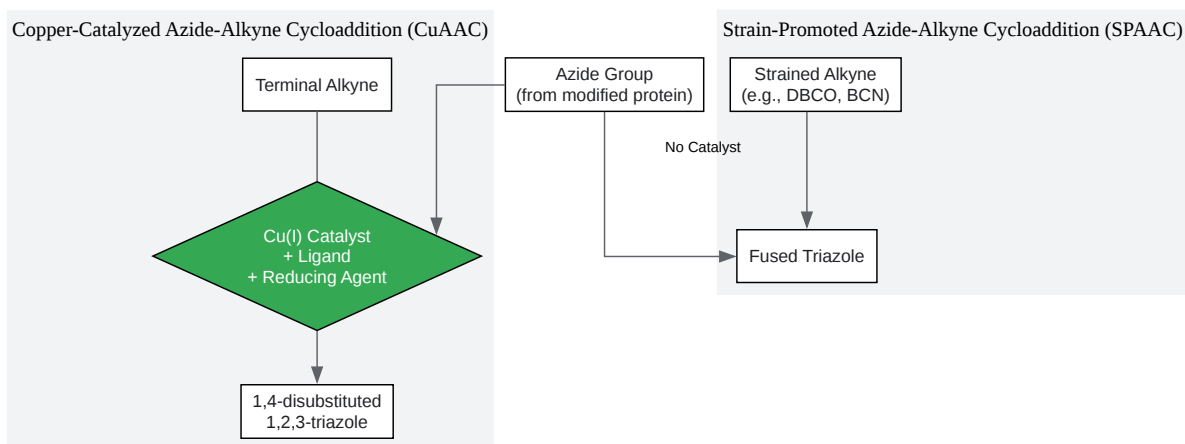 Copper-Catalyzed Azide-Alkyne Cycloaddition (CuAAC)
Strain-Promoted Azide-Alkyne Cycloaddition (SPAAC)
Terminal Alkyne
Azide Group
(from modified protein)
Strained Alkyne
(e.g., DBCO, BCN)
No Catalyst
Cu(I) Catalyst
+ Ligand
+ Reducing Agent
Fused Triazole
1,4-disubstituted
1,2,3-triazole